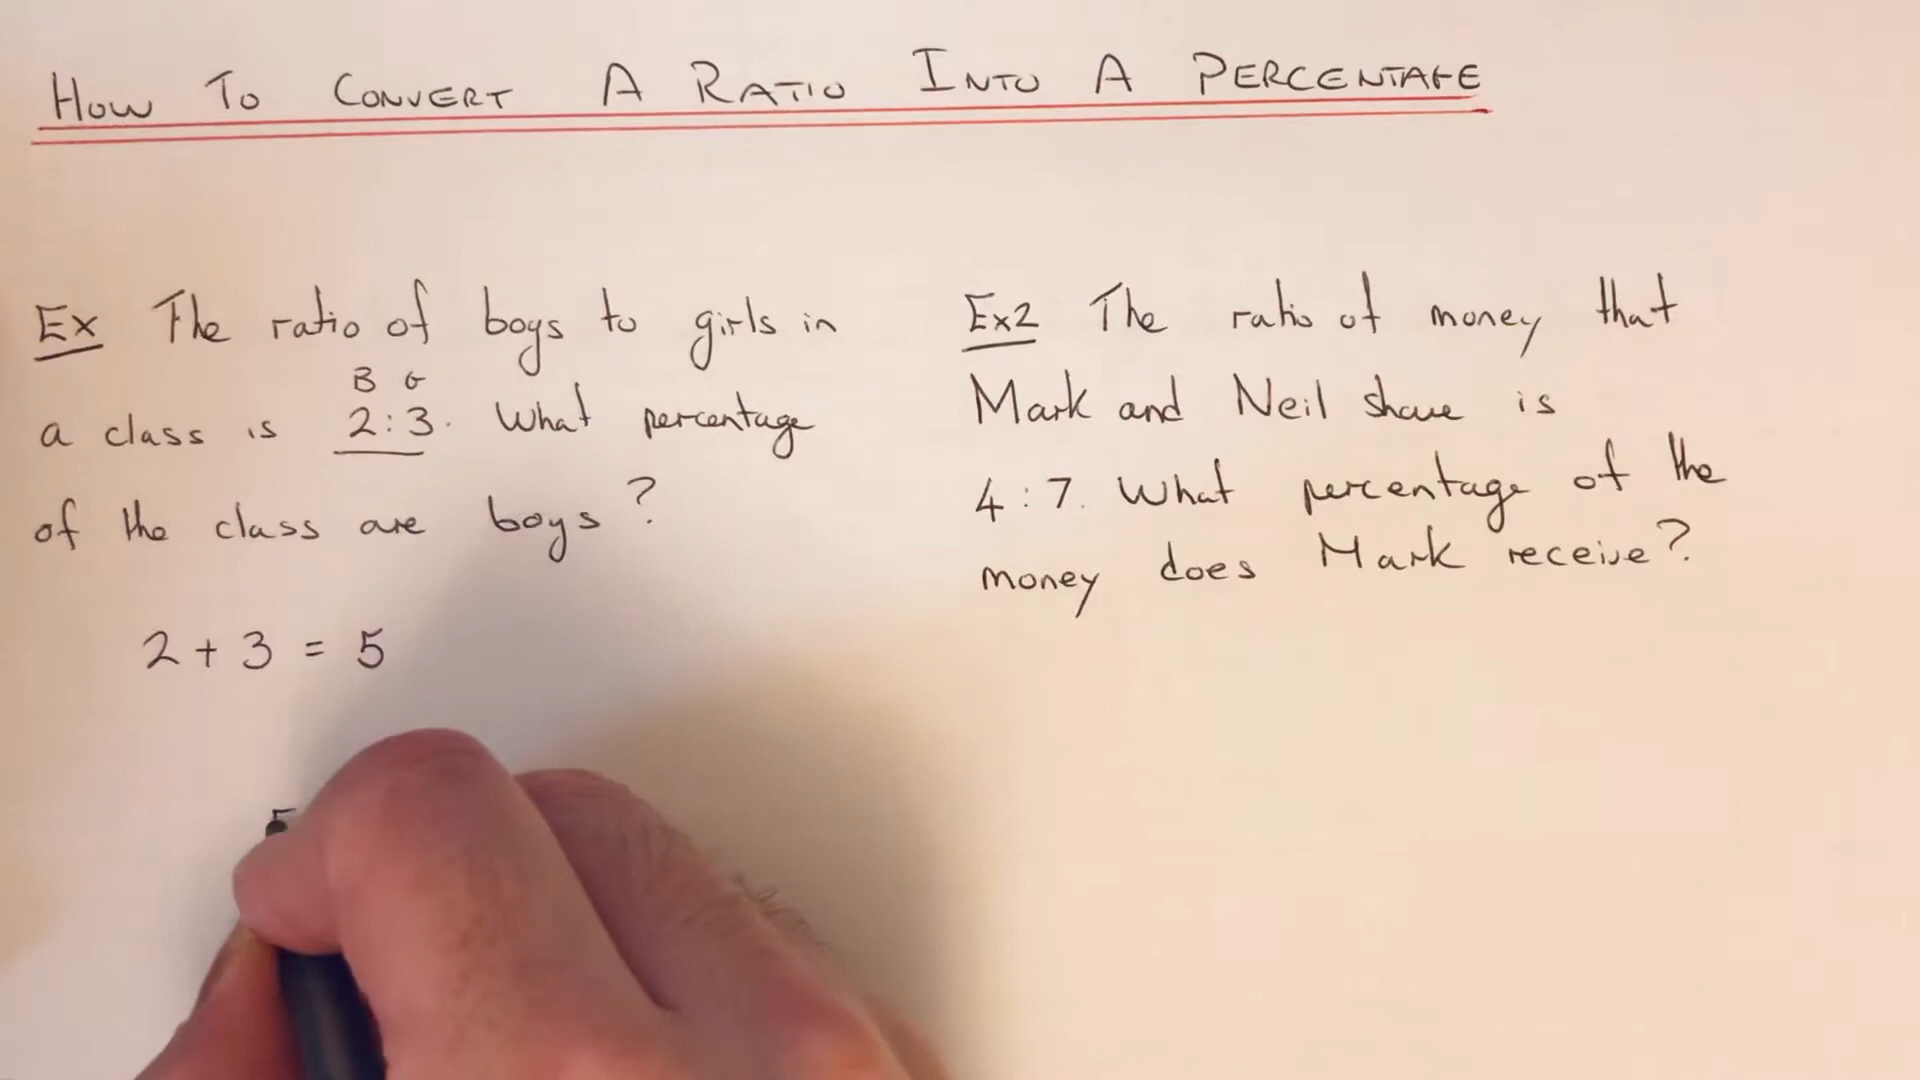 HOW TO CONVERT A RATIO INTO A PERCENTAGE
Ex The ratio of boys to girls in
B G
a class is 2:3. What percentage
of the class are boys?
2 + 3 = 5
5
Ex2 The ratio of money that
Mark and Neil share is
4:7. What percentage of the
money does Mark receive?